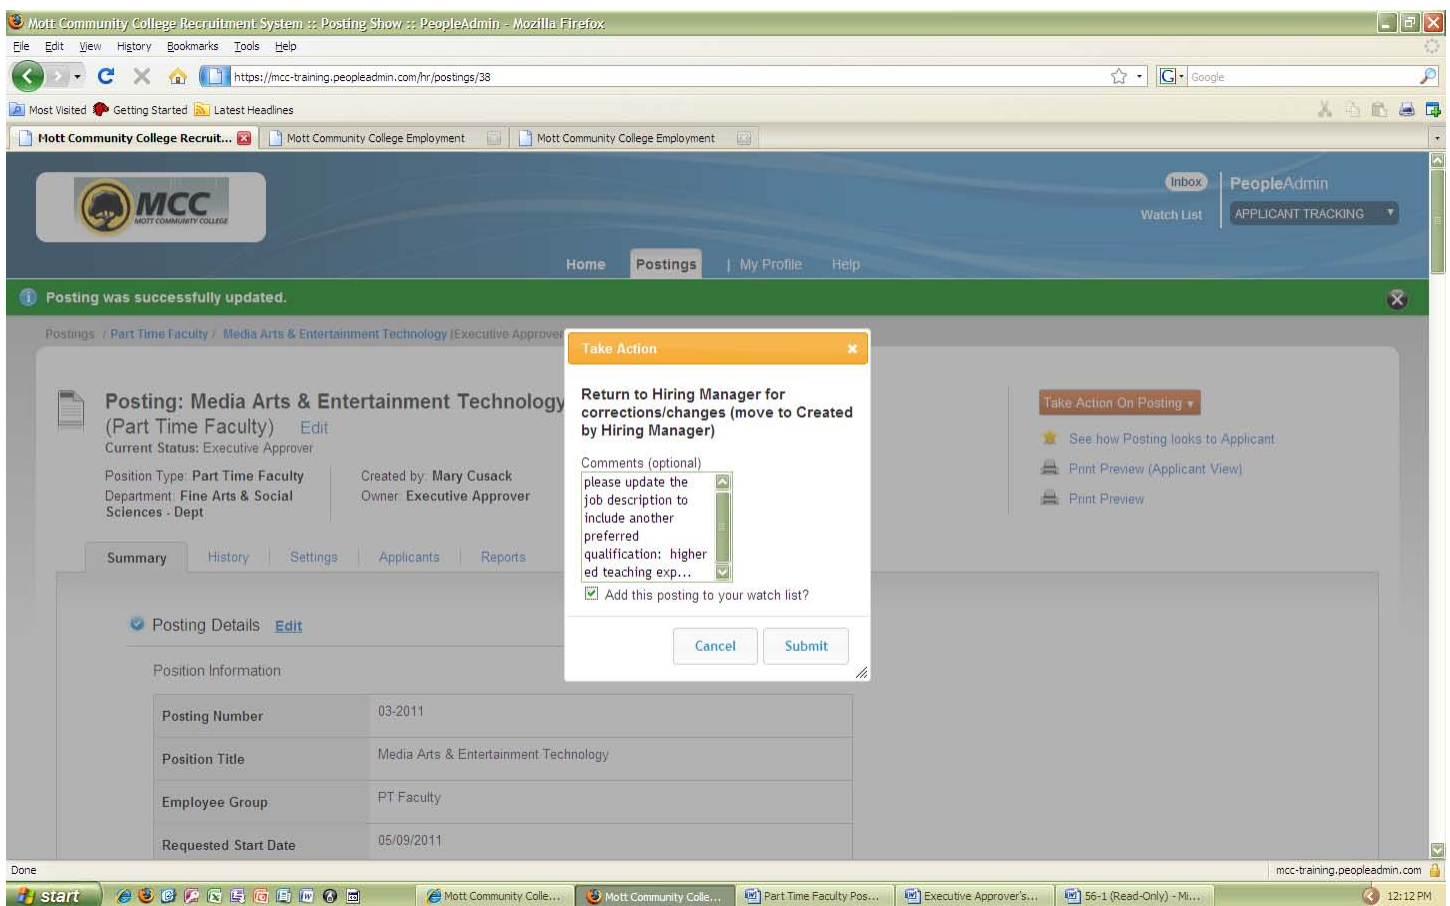 Mott Community College Recruitment System :: Posting Show :: PeopleAdmin - Mozilla Firefox
File Edit View History Bookmarks Tools Help
https://mcc-training.peopleadmin.com/hr/postings/38
G Google
Most Visited Getting Started Latest Headlines
Mott Community College Recruit... Mott Community College Employment Mott Community College Employment
MCC
MOTT COMMUNITY COLLEGE
Inbox PeopleAdmin
Watch List APPLICANT TRACKING
Home Postings | My Profile Help
Posting was successfully updated.
Postings / Part Time Faculty / Media Arts & Entertainment Technology (Executive Approver
Take Action
Return to Hiring Manager for
corrections/changes (move to Created
by Hiring Manager)
Comments (optional)
please update the
job description to
include another
preferred
qualification: higher
ed teaching exp...
Add this posting to your watch list?
Cancel Submit
Posting: Media Arts & Entertainment Technology
(Part Time Faculty) Edit
Current Status: Executive Approver
Position Type: Part Time Faculty
Department: Fine Arts & Social
Sciences - Dept
Created by: Mary Cusack
Owner: Executive Approver
Take Action On Posting
See how Posting looks to Applicant
Print Preview (Applicant View)
Print Preview
Summary History Settings Applicants Reports
Posting Details Edit
Position Information
Posting Number 03-2011
Position Title Media Arts & Entertainment Technology
Employee Group PT Faculty
Requested Start Date 05/09/2011
Done
mcc-training.peopleadmin.com
start Mott Community Colle... Mott Community Colle... Part Time Faculty Pos... Executive Approver's... 56-1 (Read-Only) - Mi... 12:12 PM